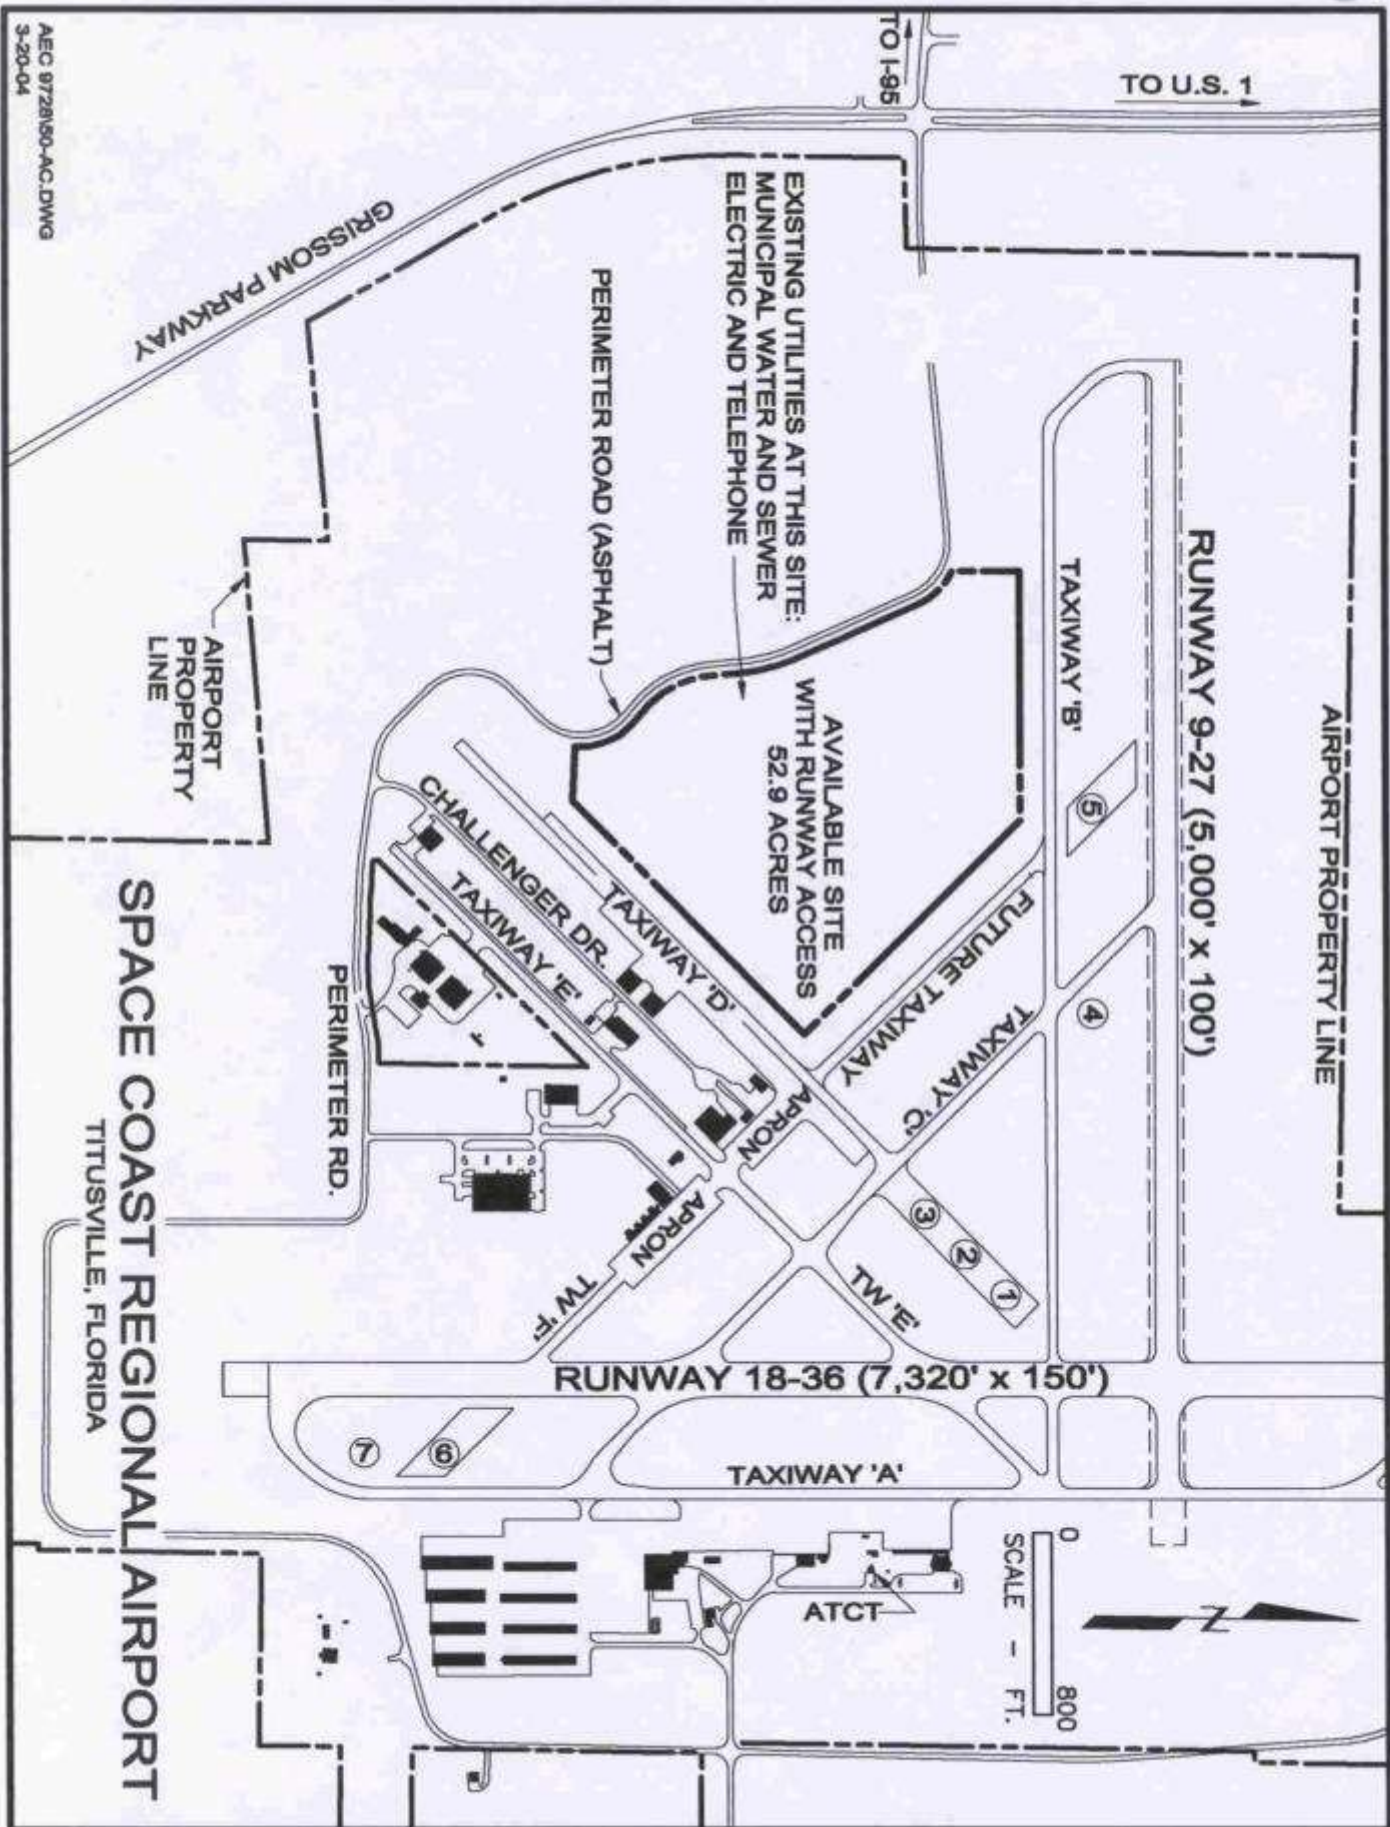 TO I-95
TO U.S. 1
AIRPORT PROPERTY LINE
RUNWAY 9-27 (5,000' x 100')
TAXIWAY 'B'
5
4
EXISTING UTILITIES AT THIS SITE:
MUNICIPAL WATER AND SEWER
ELECTRIC AND TELEPHONE
PERIMETER ROAD (ASPHALT)
AVAILABLE SITE
WITH RUNWAY ACCESS
52.9 ACRES
FUTURE TAXIWAY
TAXIWAY 'C'
TAXIWAY 'D'
CHALLENGER DR.
TAXIWAY 'E'
APRON
APRON
3
2
1
TW 'E'
TW 'F'
RUNWAY 18-36 (7,320' x 150')
TAXIWAY 'A'
7
6
ATCT
N
0
800
SCALE - FT.
GRISSOM PARKWAY
AIRPORT
PROPERTY
LINE
PERIMETER RD.
SPACE COAST REGIONAL AIRPORT
TITUSVILLE, FLORIDA
AEC 9728\50-AC.DWG
3-20-04